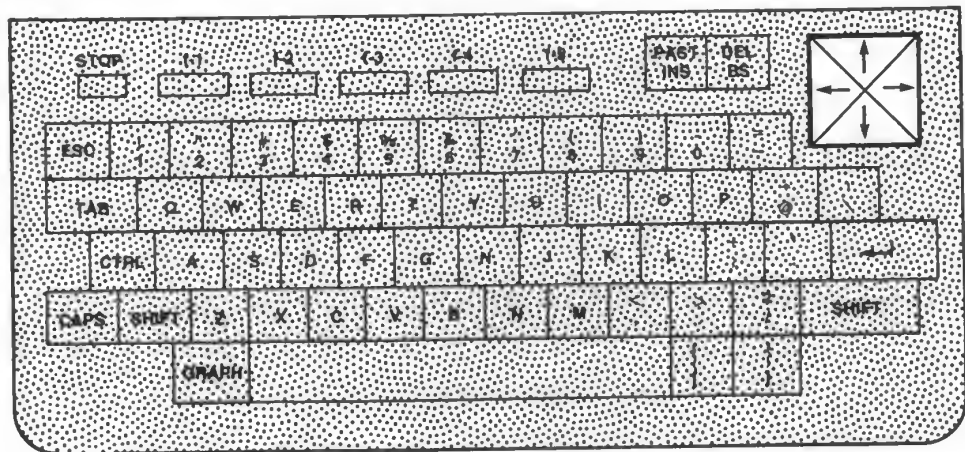 STOP f-1 f-2 f-3 f-4 f-5 PAST DEL
INS BS
ESC 1 2 3 4 5 6 7 8 9 0
TAB Q W E R T Y U I O P @ \
CTRL A S D F G H J K L
CAPS SHIFT Z X C V B N M < > SHIFT
GRAPH